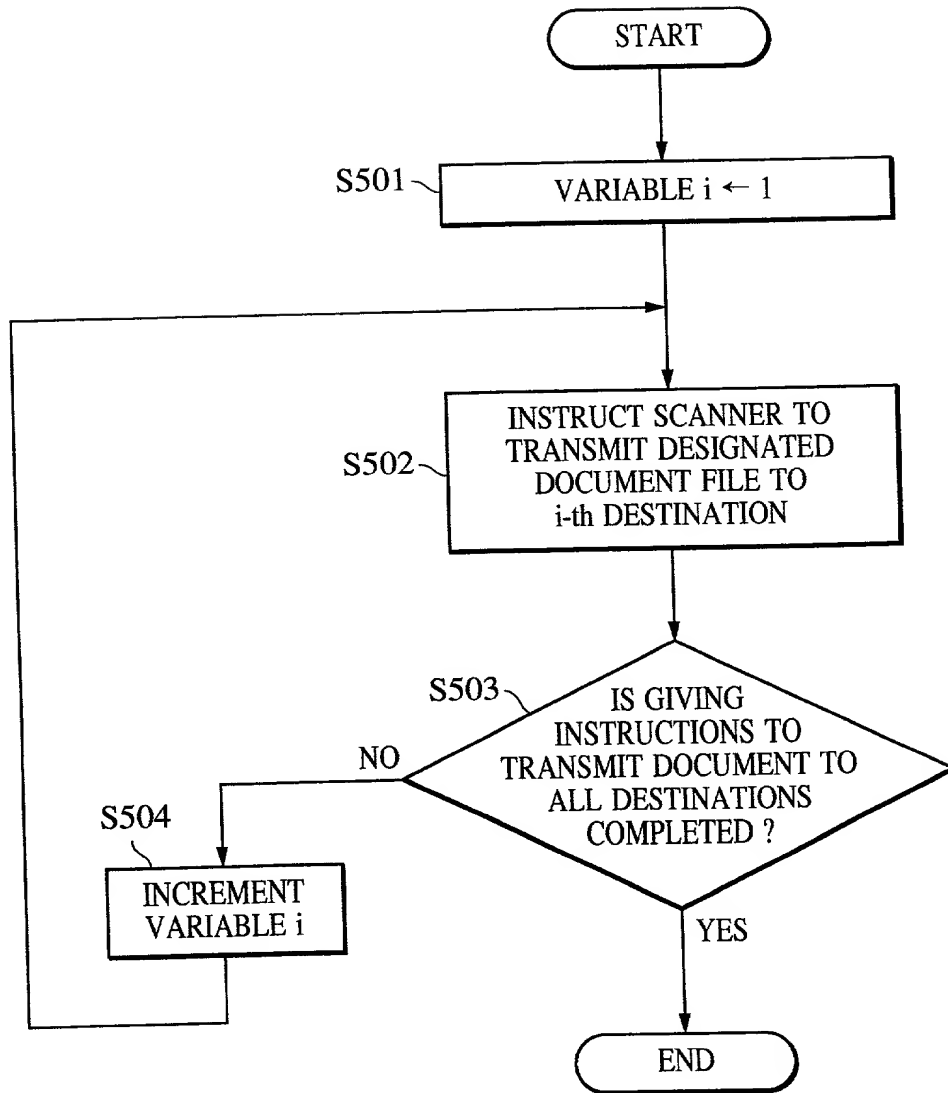 START
S501
VARIABLE i ← 1
S502
INSTRUCT SCANNER TO
TRANSMIT DESIGNATED
DOCUMENT FILE TO
i-th DESTINATION
S503
IS GIVING
INSTRUCTIONS TO
TRANSMIT DOCUMENT TO
ALL DESTINATIONS
COMPLETED ?
NO
S504
INCREMENT
VARIABLE i
YES
END